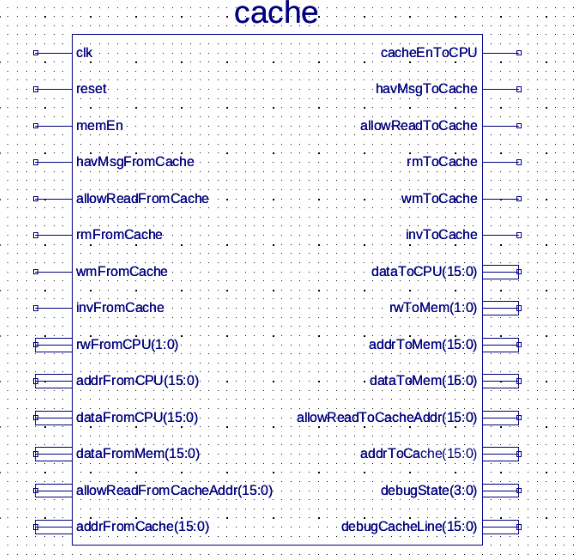 cache
clk
cacheEnToCPU
reset
havMsgToCache
memEn
allowReadToCache
havMsgFromCache
rmToCache
allowReadFromCache
wmToCache
rmFromCache
invToCache
wmFromCache
dataToCPU(15:0)
invFromCache
rwToMem(1:0)
rwFromCPU(1:0)
addrToMem(15:0)
addrFromCPU(15:0)
dataToMem(15:0)
dataFromCPU(15:0)
allowReadToCacheAddr(15:0)
dataFromMem(15:0)
addrToCache(15:0)
allowReadFromCacheAddr(15:0)
debugState(3:0)
addrFromCache(15:0)
debugCacheLine(15:0)